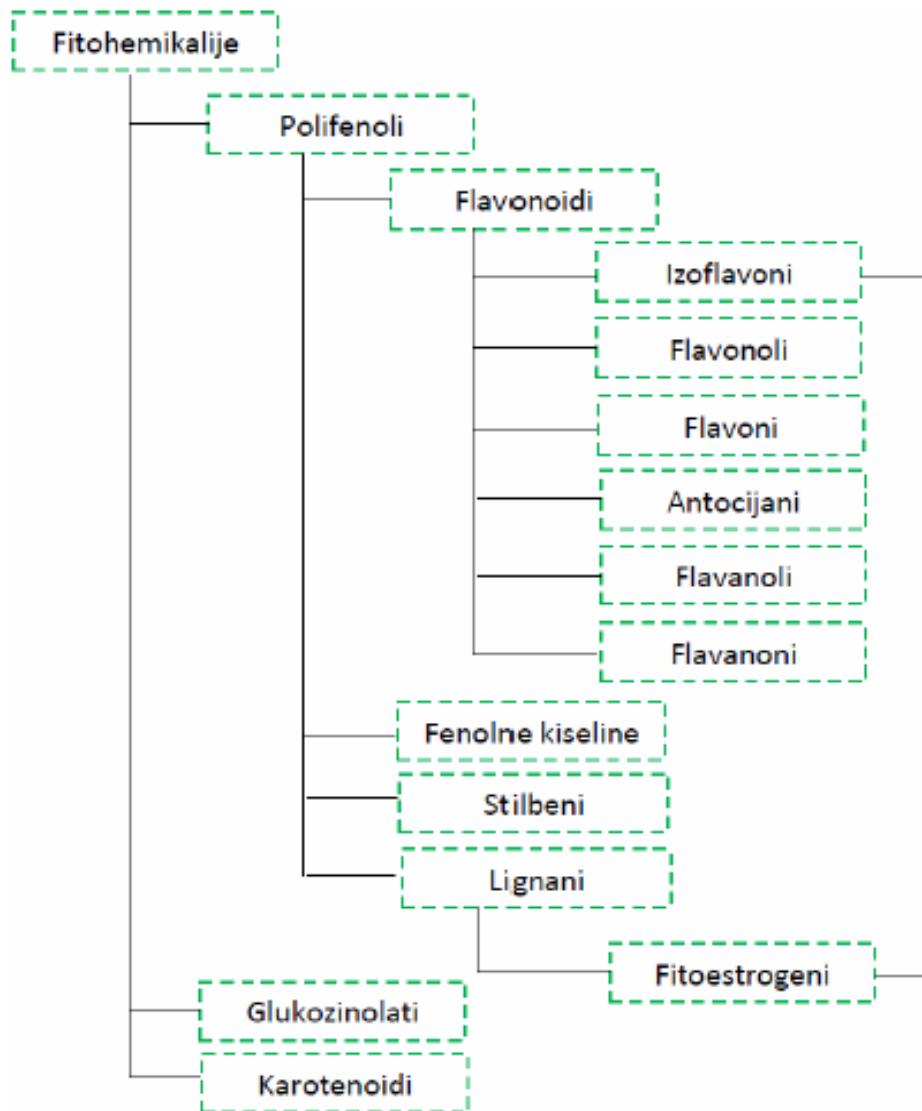 Fitohemikalije
Polifenoli
Flavonoidi
Izoflavoni
Flavonoli
Flavoni
Antocijani
Flavanoli
Flavanoni
Fenolne kiseline
Stilbeni
Lignani
Fitoestrogeni
Glukozinolati
Karotenoidi